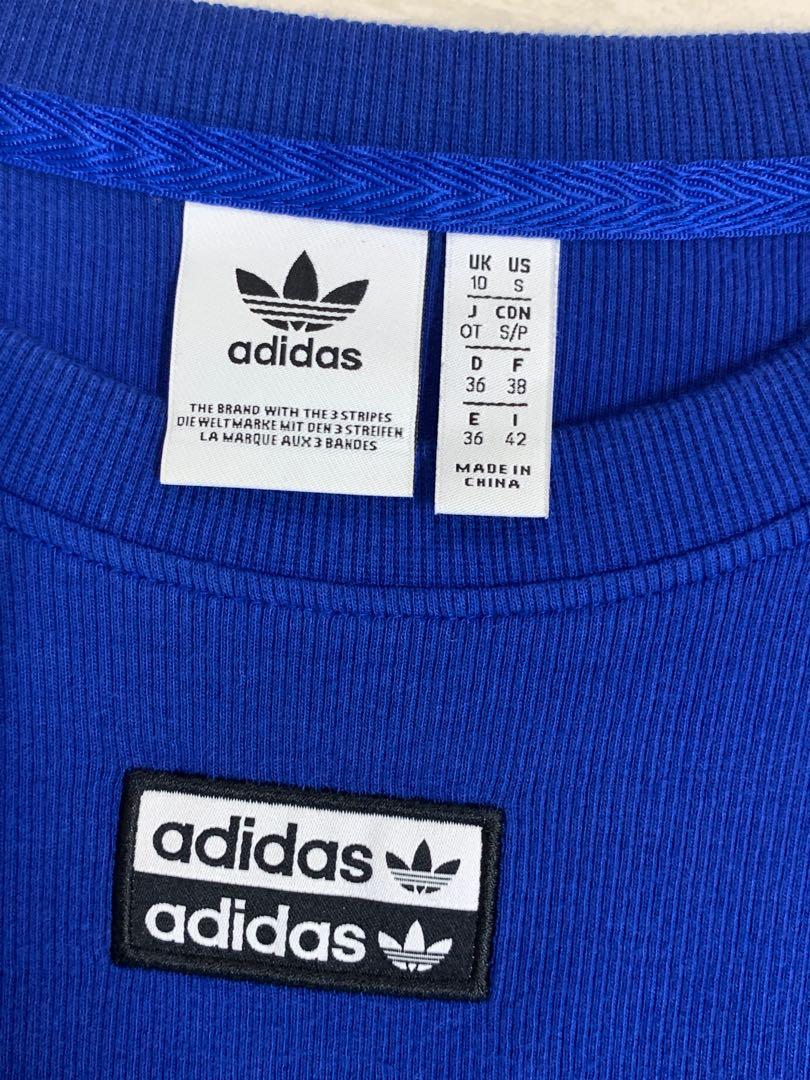 adidas
THE BRAND WITH THE 3 STRIPES
DIE WELTMARKE MIT DEN 3 STREIFEN
LA MARQUE AUX 3 BANDES
UK US
10 S
J CDN
OT S/P
D F
36 38
E I
36 42
MADE IN
CHINA
adidas
adidas